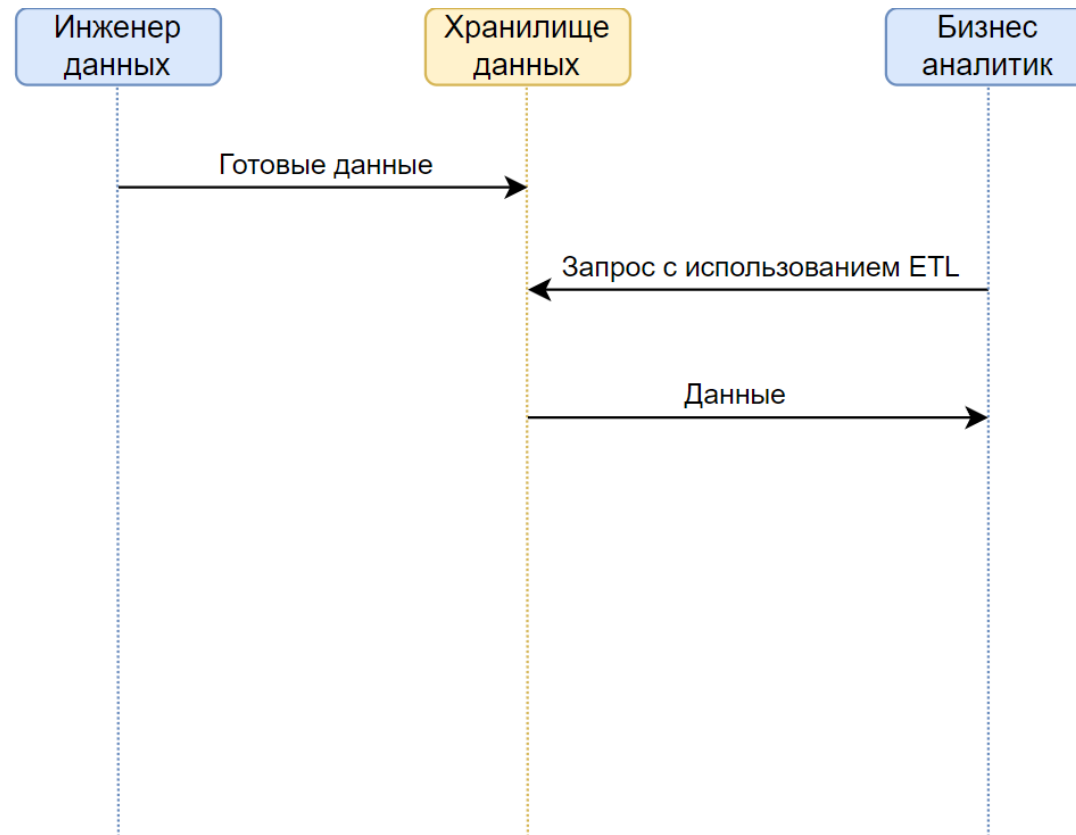 Инженер
данных
Хранилище
данных
Бизнес
аналитик
Готовые данные
Запрос с использованием ETL
Данные